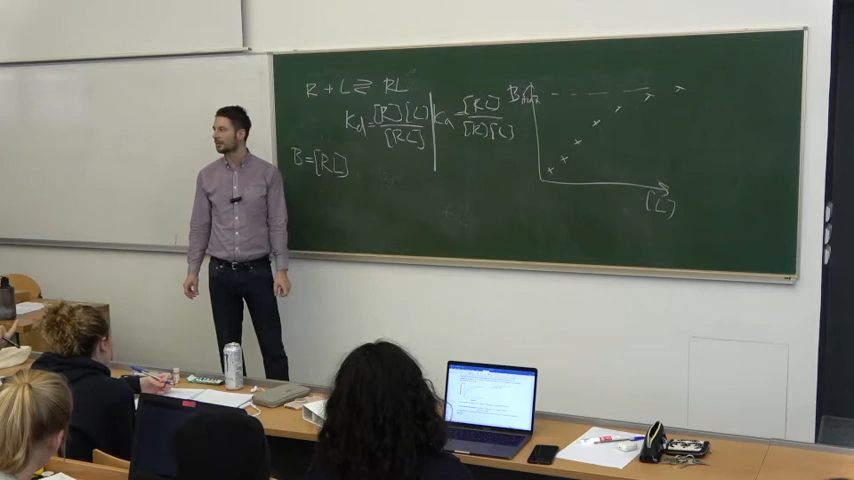 R + L ⇌ RL
Kd = [R][L] / [RL]
Ka = [RL] / [R][L]
B = [RL]
Bmax
[L]